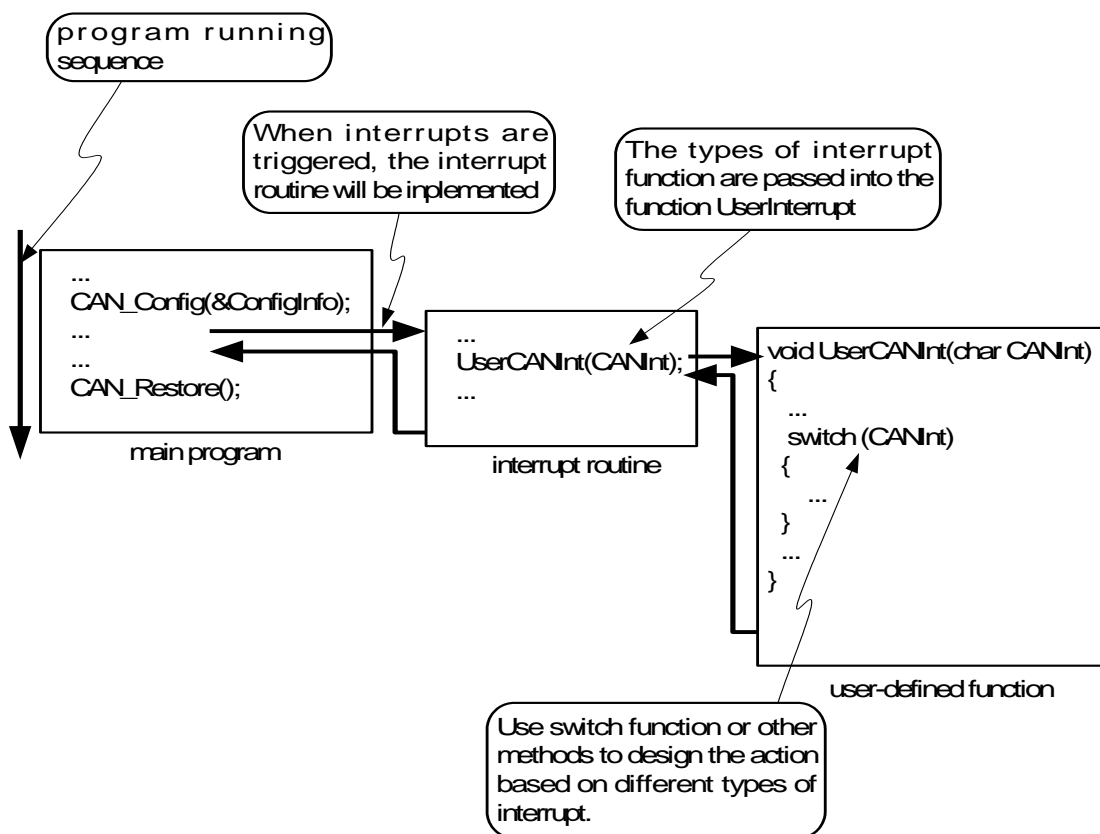 program running
sequence
When interrupts are
triggered, the interrupt
routine will be inplemented
The types of interrupt
function are passed into the
function UserInterrupt
...
CAN_Config(&ConfigInfo);
...
...
CAN_Restore();
main program
...
UserCANInt(CANInt);
...
interrupt routine
void UserCANInt(char CANInt)
{
...
switch (CANInt)
{
...
}
...
}
user-defined function
Use switch function or other
methods to design the action
based on different types of
interrupt.